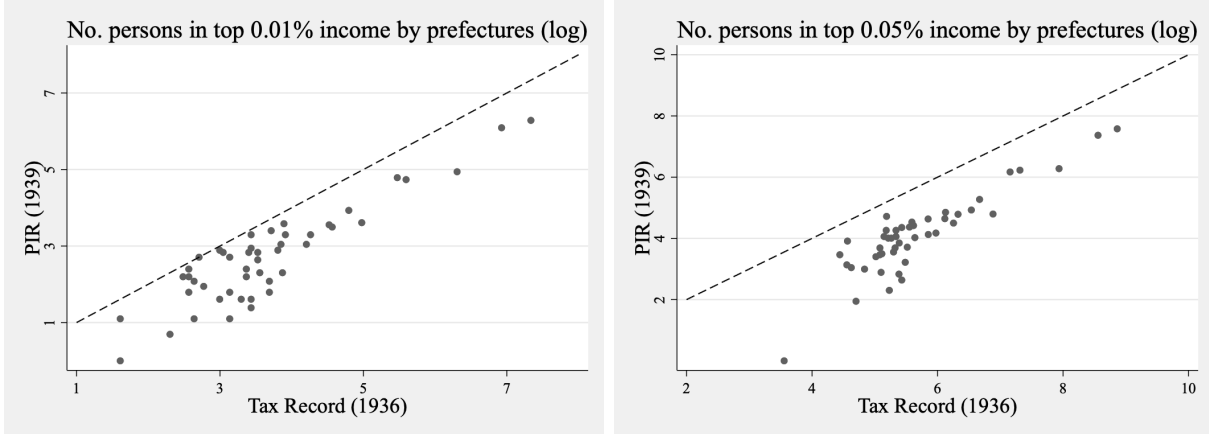 No. persons in top 0.01% income by prefectures (log)
PIR (1939)
7
5
3
1
1 3 5 7
Tax Record (1936)
No. persons in top 0.05% income by prefectures (log)
PIR (1939)
10
8
6
4
2
2 4 6 8 10
Tax Record (1936)